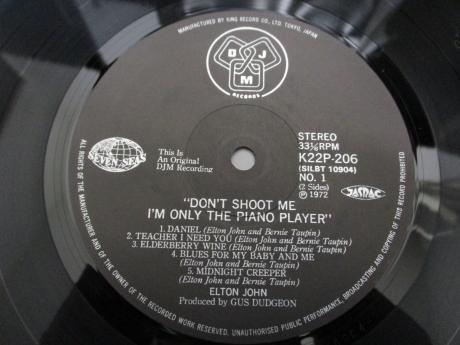 MANUFACTURED BY KING RECORD CO., LTD. TOKYO, JAPAN
DJM
RECORDS
STEREO
33⅓RPM
K22P-206
(SILBT 10904)
NO. 1
(2 Sides) Ⓟ 1972
SEVEN SEAS
This Is
An Original
DJM Recording
JASRAC
"DON'T SHOOT ME
I'M ONLY THE PIANO PLAYER"
1. DANIEL (Elton John and Bernie Taupin)
2. TEACHER I NEED YOU (Elton John and Bernie Taupin)
3. ELDERBERRY WINE (Elton John and Bernie Taupin)
4. BLUES FOR MY BABY AND ME
(Elton John and Bernie Taupin)
5. MIDNIGHT CREEPER
(Elton John and Bernie Taupin)
ELTON JOHN
Produced by GUS DUDGEON
ALL RIGHTS OF THE MANUFACTURER AND OF THE OWNER OF THE RECORDED WORK RESERVED. UNAUTHORISED PUBLIC PERFORMANCE, BROADCASTING AND COPYING OF THIS RECORD PROHIBITED